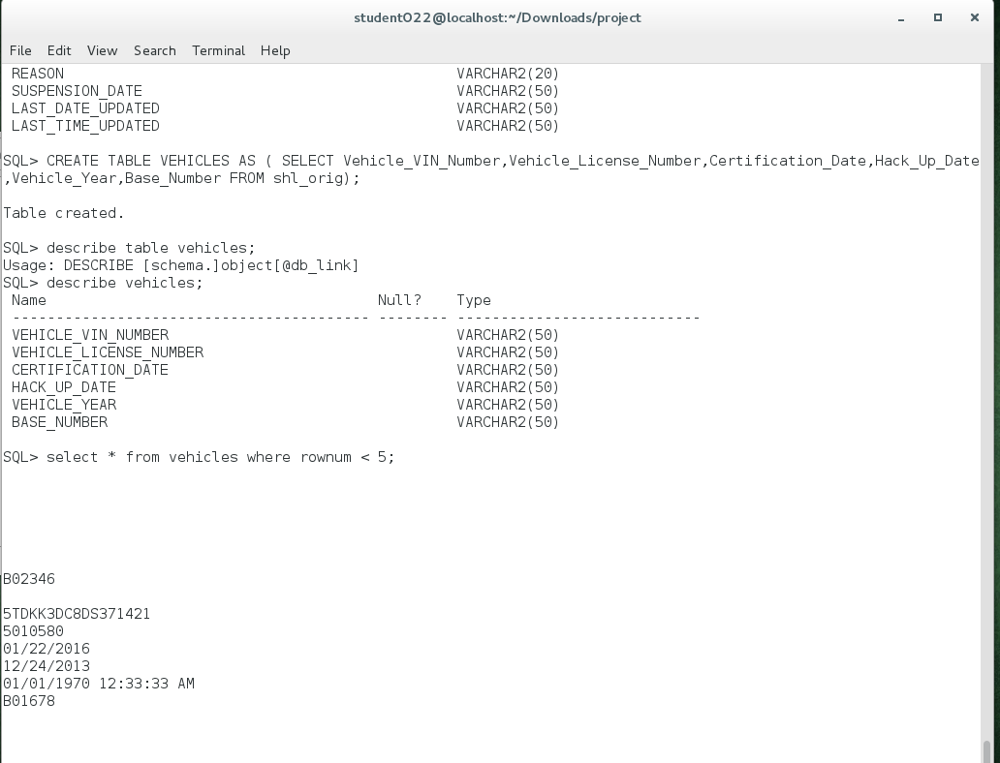 student022@localhost:~/Downloads/project
File Edit View Search Terminal Help
REASON VARCHAR2(20)
SUSPENSION_DATE VARCHAR2(50)
LAST_DATE_UPDATED VARCHAR2(50)
LAST_TIME_UPDATED VARCHAR2(50)
SQL> CREATE TABLE VEHICLES AS ( SELECT Vehicle_VIN_Number,Vehicle_License_Number,Certification_Date,Hack_Up_Date
,Vehicle_Year,Base_Number FROM shl_orig);
Table created.
SQL> describe table vehicles;
Usage: DESCRIBE [schema.]object[@db_link]
SQL> describe vehicles;
Name Null? Type
----------------------------------------- -------- ----------------------------
VEHICLE_VIN_NUMBER VARCHAR2(50)
VEHICLE_LICENSE_NUMBER VARCHAR2(50)
CERTIFICATION_DATE VARCHAR2(50)
HACK_UP_DATE VARCHAR2(50)
VEHICLE_YEAR VARCHAR2(50)
BASE_NUMBER VARCHAR2(50)
SQL> select * from vehicles where rownum < 5;
B02346
5TDKK3DC8DS371421
5010580
01/22/2016
12/24/2013
01/01/1970 12:33:33 AM
B01678